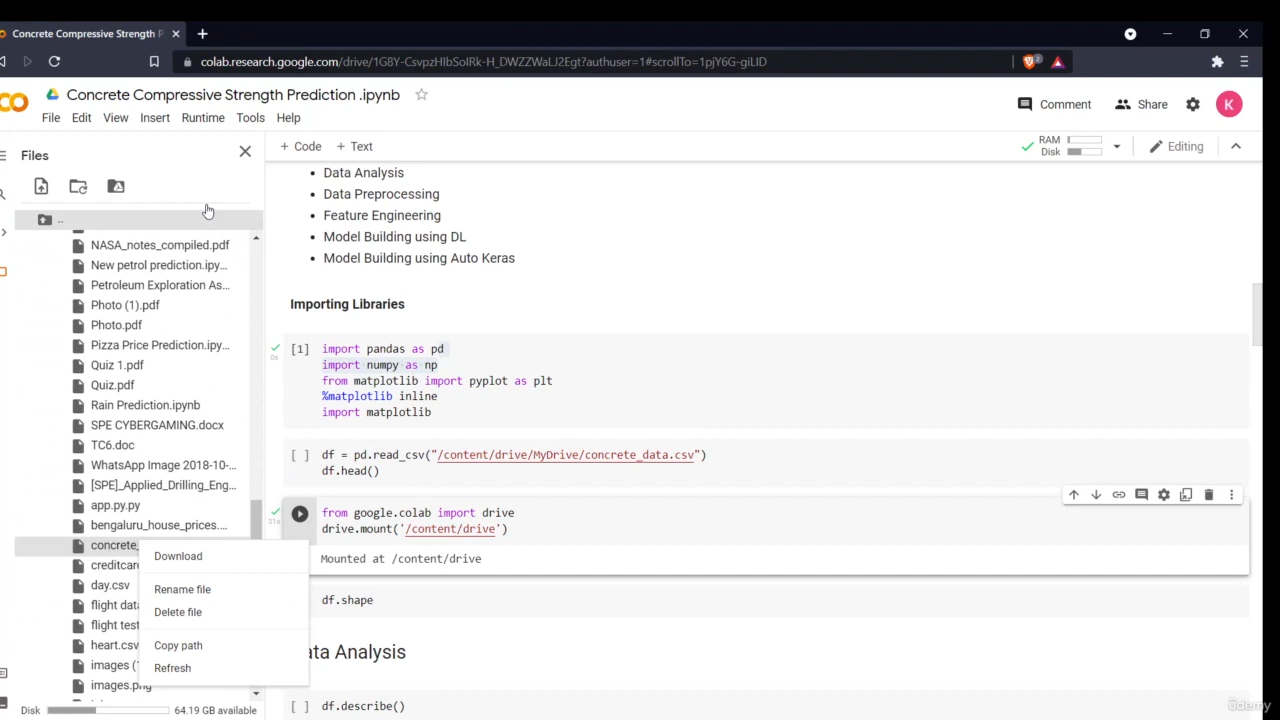 Concrete Compressive Strength P
colab.research.google.com/drive/1G8Y-CsvpzHIbSolRk-H_DWZZWaLJ2Egt?authuser=1#scrollTo=1pjY6G-giLID
2
CO
Concrete Compressive Strength Prediction .ipynb
Comment
Share
K
File Edit View Insert Runtime Tools Help
Files
+ Code + Text
RAM
Disk
Editing
..
NASA_notes_compiled.pdf
New petrol prediction.ipy...
Petroleum Exploration As...
Photo (1).pdf
Photo.pdf
Pizza Price Prediction.ipy...
Quiz 1.pdf
Quiz.pdf
Rain Prediction.ipynb
SPE CYBERGAMING.docx
TC6.doc
WhatsApp Image 2018-10-...
[SPE]_Applied_Drilling_Eng...
app.py.py
bengaluru_house_prices....
concrete_
creditcar
day.csv
flight dat
flight test
heart.csv
images (
images.png
Download
Rename file
Delete file
Copy path
Refresh
Disk
64.19 GB available
• Data Analysis
• Data Preprocessing
• Feature Engineering
• Model Building using DL
• Model Building using Auto Keras
Importing Libraries
0s
[1] import pandas as pd
import numpy as np
from matplotlib import pyplot as plt
%matplotlib inline
import matplotlib
[ ] df = pd.read_csv("/content/drive/MyDrive/concrete_data.csv")
df.head()
31s
from google.colab import drive
drive.mount('/content/drive')
Mounted at /content/drive
df.shape
ta Analysis
[ ] df.describe()
ûdemy